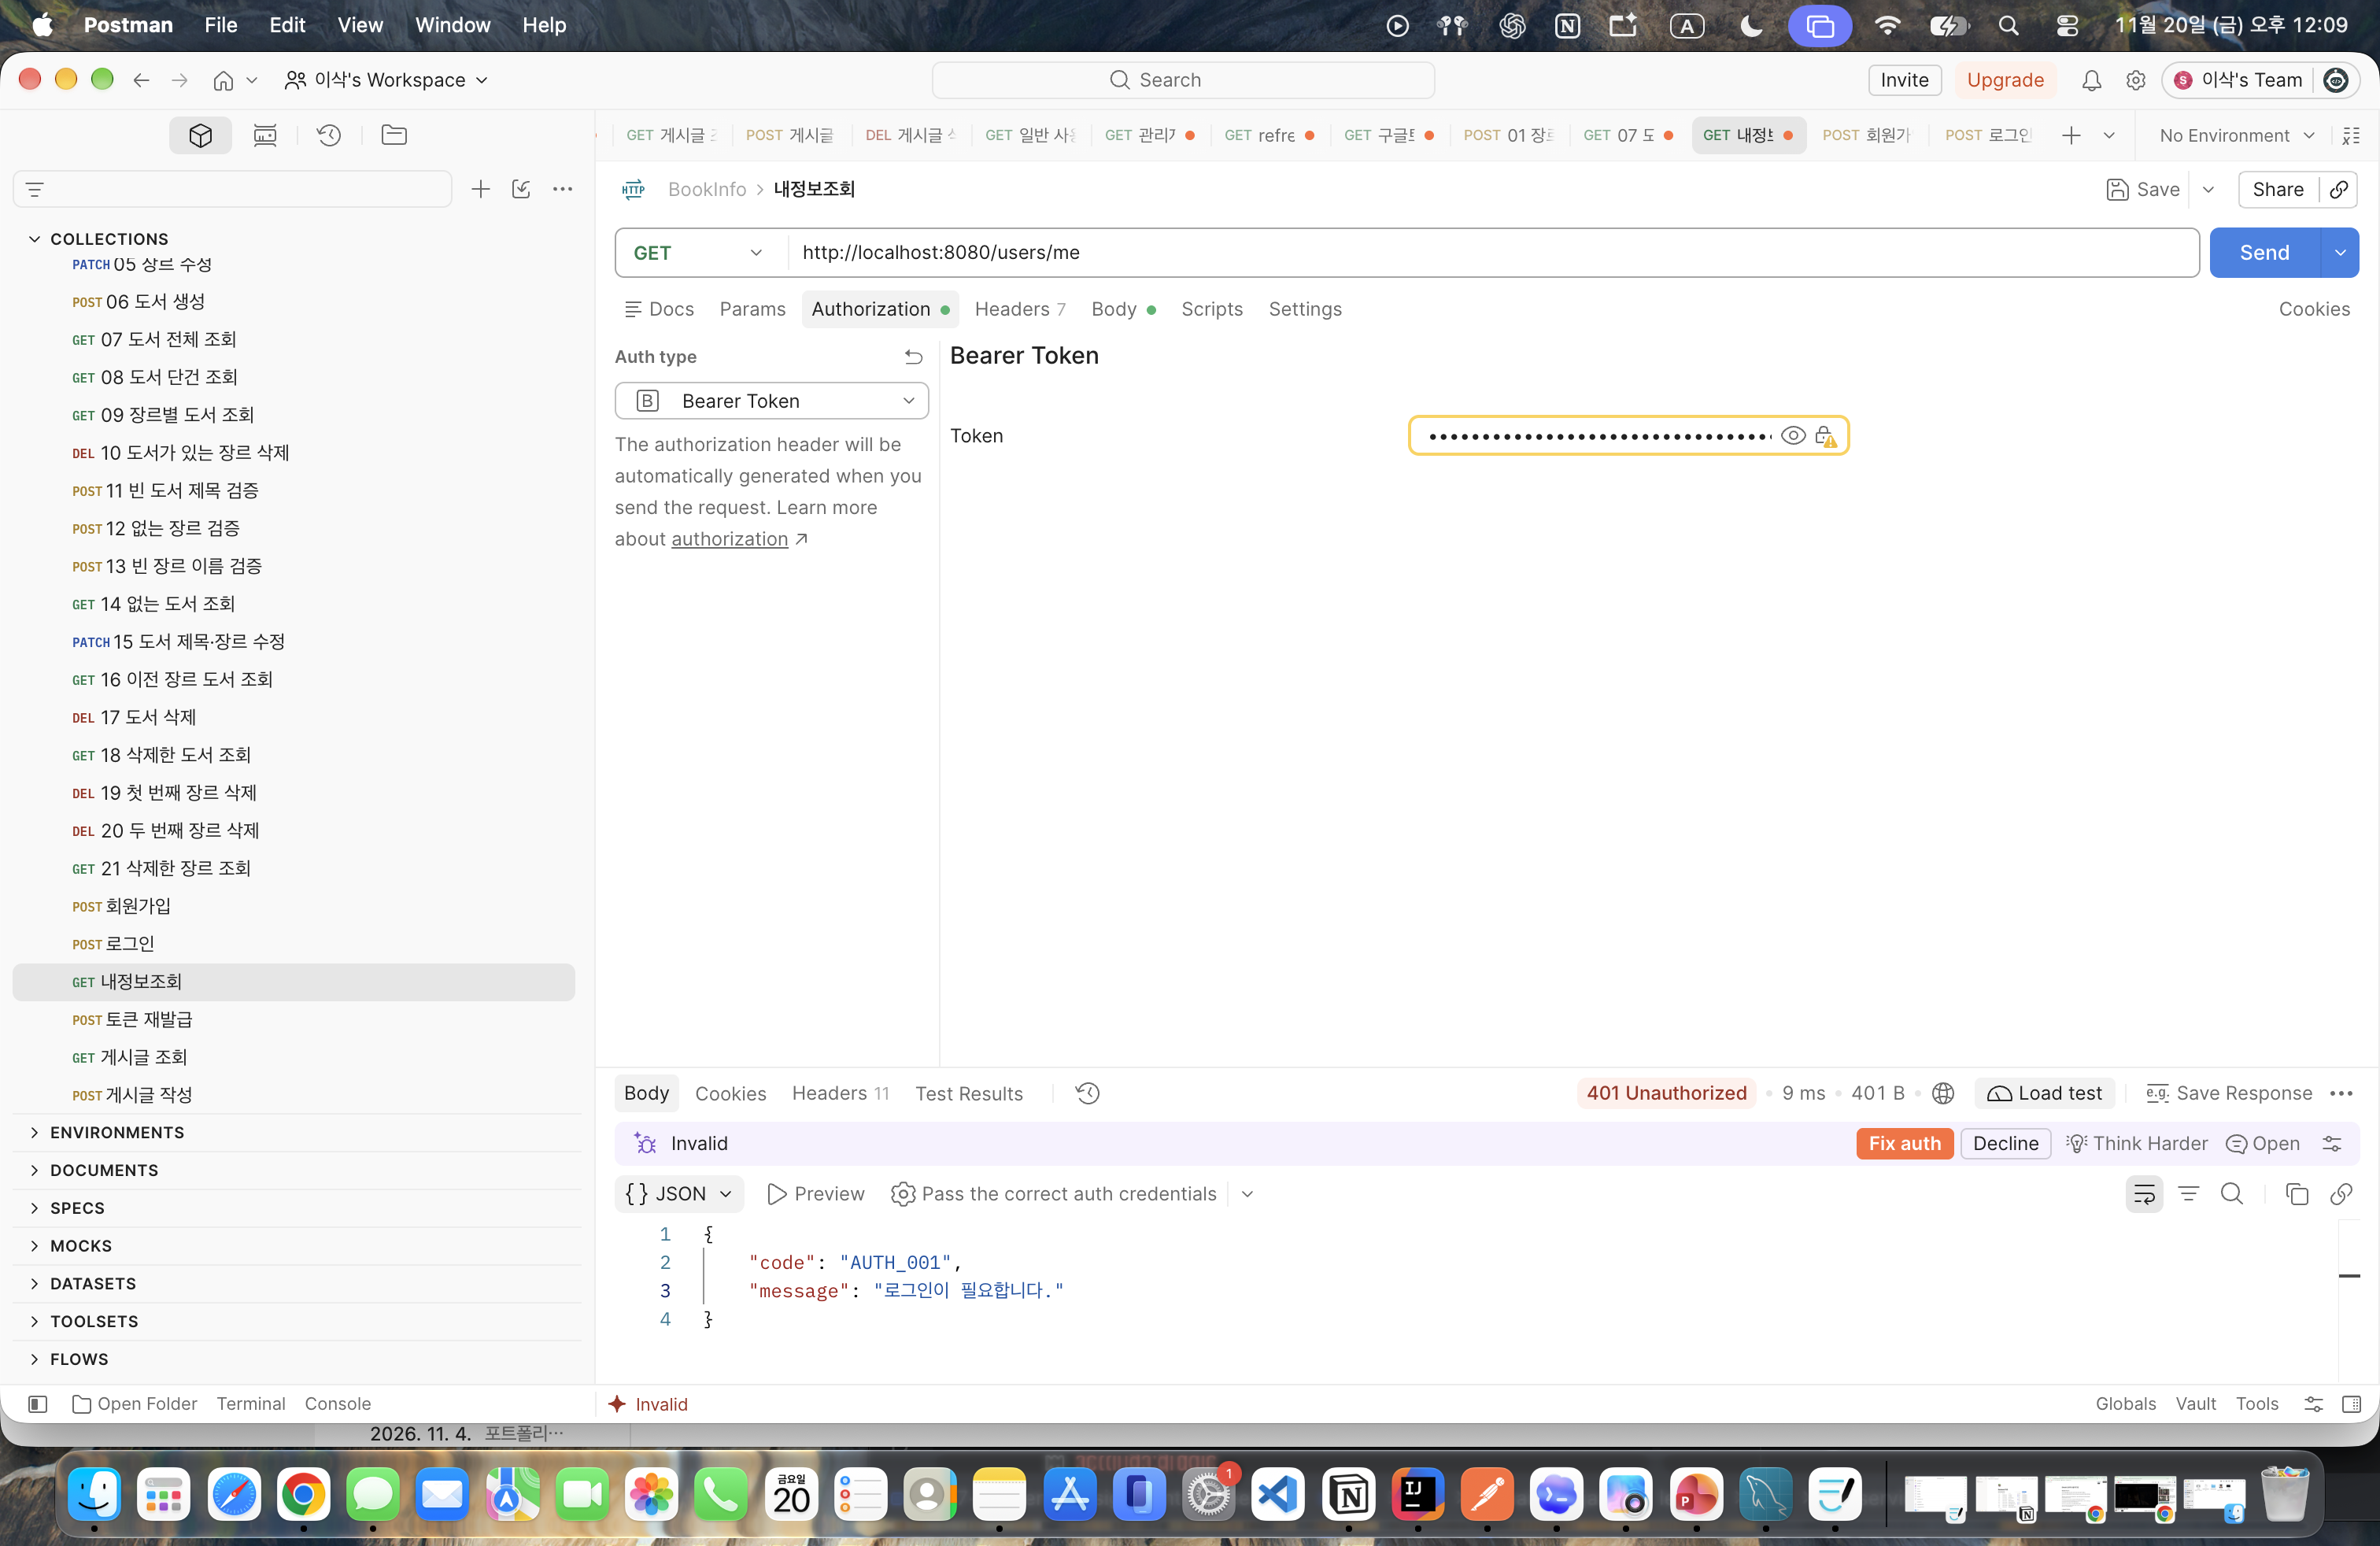 Postman File Edit View Window Help
A
11월 20일 (금) 오후 12:09
이삭's Workspace
Search
Invite
Upgrade
S 이삭's Team
GET 게시글
POST 게시글
DEL 게시글
GET 일반
GET 관리
GET refre
GET 구글
POST 01
GET 07
GET 내정
POST 회원가
POST 로그인
No Environment
COLLECTIONS
PATCH 05 장르 수정
POST 06 도서 생성
GET 07 도서 전체 조회
GET 08 도서 단건 조회
GET 09 장르별 도서 조회
DEL 10 도서가 있는 장르 삭제
POST 11 빈 도서 제목 검증
POST 12 없는 장르 검증
POST 13 빈 장르 이름 검증
GET 14 없는 도서 조회
PATCH 15 도서 제목·장르 수정
GET 16 이전 장르 도서 조회
DEL 17 도서 삭제
GET 18 삭제한 도서 조회
DEL 19 첫 번째 장르 삭제
DEL 20 두 번째 장르 삭제
GET 21 삭제한 장르 조회
POST 회원가입
POST 로그인
GET 내정보조회
POST 토큰 재발급
GET 게시글 조회
POST 게시글 작성
ENVIRONMENTS
DOCUMENTS
SPECS
MOCKS
DATASETS
TOOLSETS
FLOWS
HTTP BookInfo > 내정보조회
Save
Share
GET
http://localhost:8080/users/me
Send
Docs Params Authorization Headers 7 Body Scripts Settings
Cookies
Auth type
B Bearer Token
The authorization header will be
automatically generated when you
send the request. Learn more
about authorization ↗
Bearer Token
Token
••••••••••••••••••••••••••••••••
Body Cookies Headers 11 Test Results
401 Unauthorized • 9 ms • 401 B
Load test
e.g. Save Response
Invalid
Fix auth
Decline
Think Harder
Open
{ } JSON
Preview
Pass the correct auth credentials
1 {
2 "code": "AUTH_001",
3 "message": "로그인이 필요합니다."
4 }
Open Folder Terminal Console
Invalid
Globals Vault Tools
2026. 11. 4. 포트폴리…
금요일
20
1
IJ
P